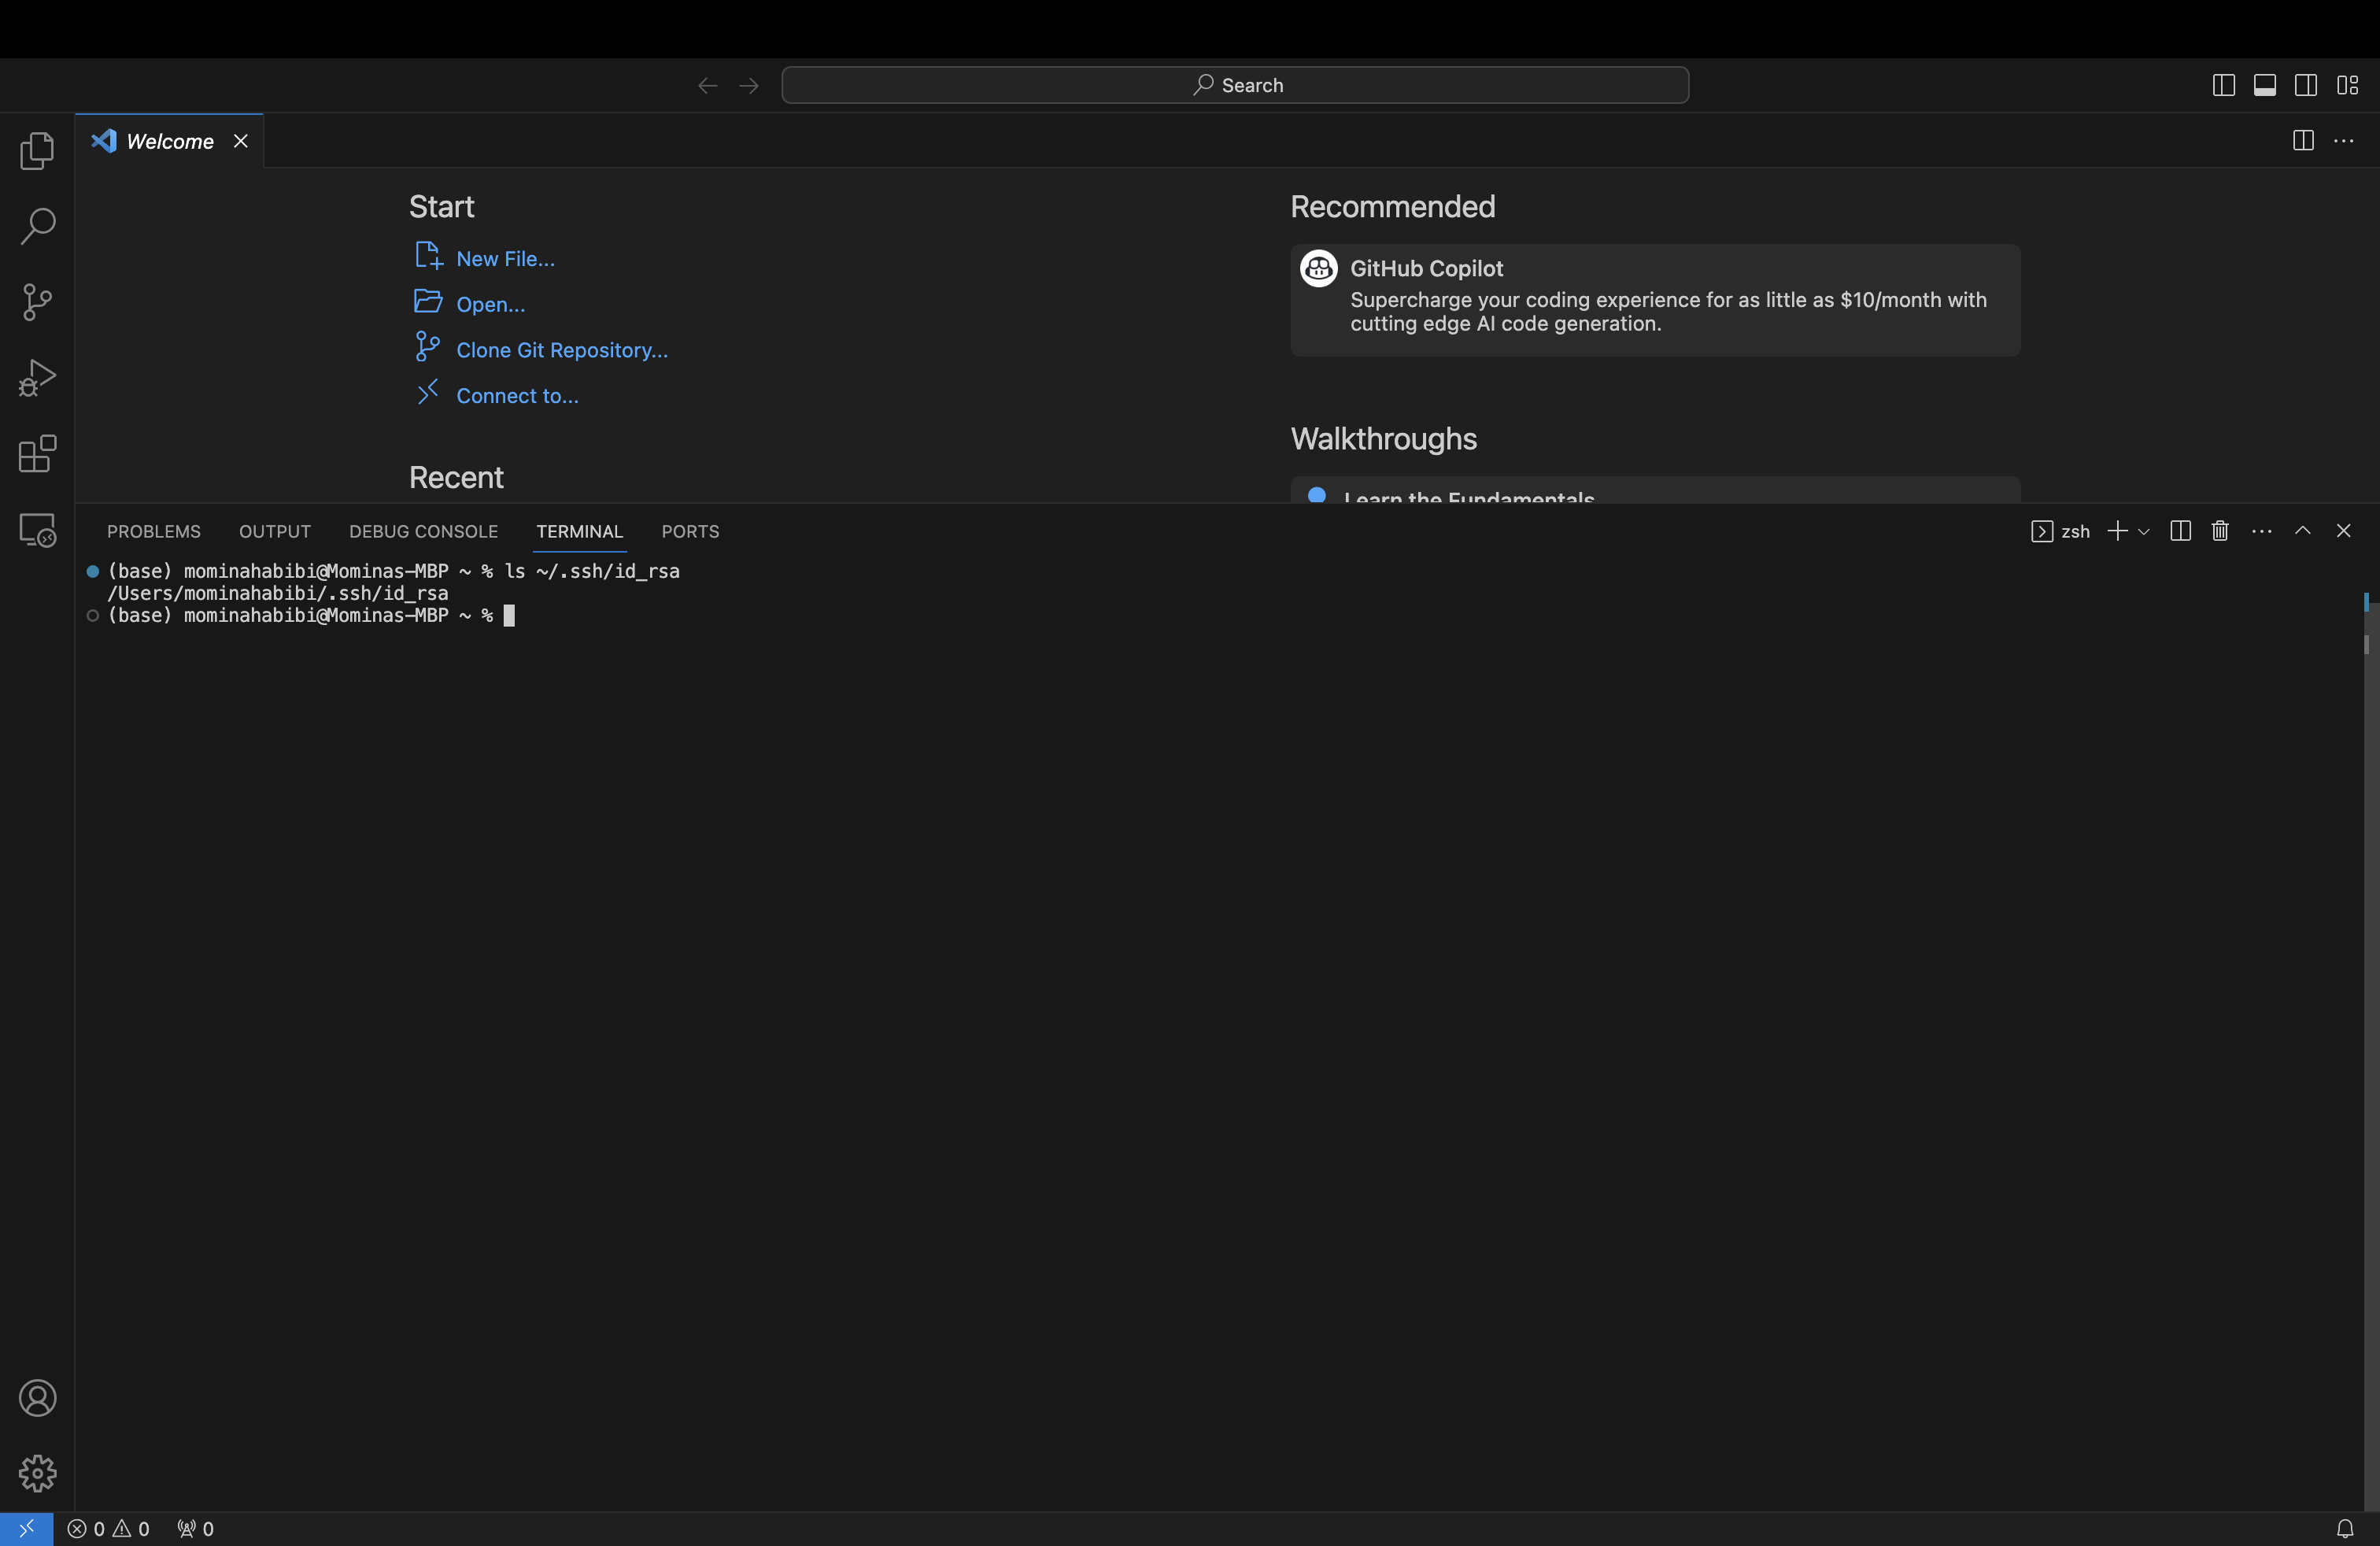 Search
Welcome
Start
New File...
Open...
Clone Git Repository...
Connect to...
Recent
Recommended
GitHub Copilot
Supercharge your coding experience for as little as $10/month with
cutting edge AI code generation.
Walkthroughs
Learn the Fundamentals
PROBLEMS OUTPUT DEBUG CONSOLE TERMINAL PORTS
zsh
(base) mominahabibi@Mominas-MBP ~ % ls ~/.ssh/id_rsa
/Users/mominahabibi/.ssh/id_rsa
(base) mominahabibi@Mominas-MBP ~ %
0 0 0